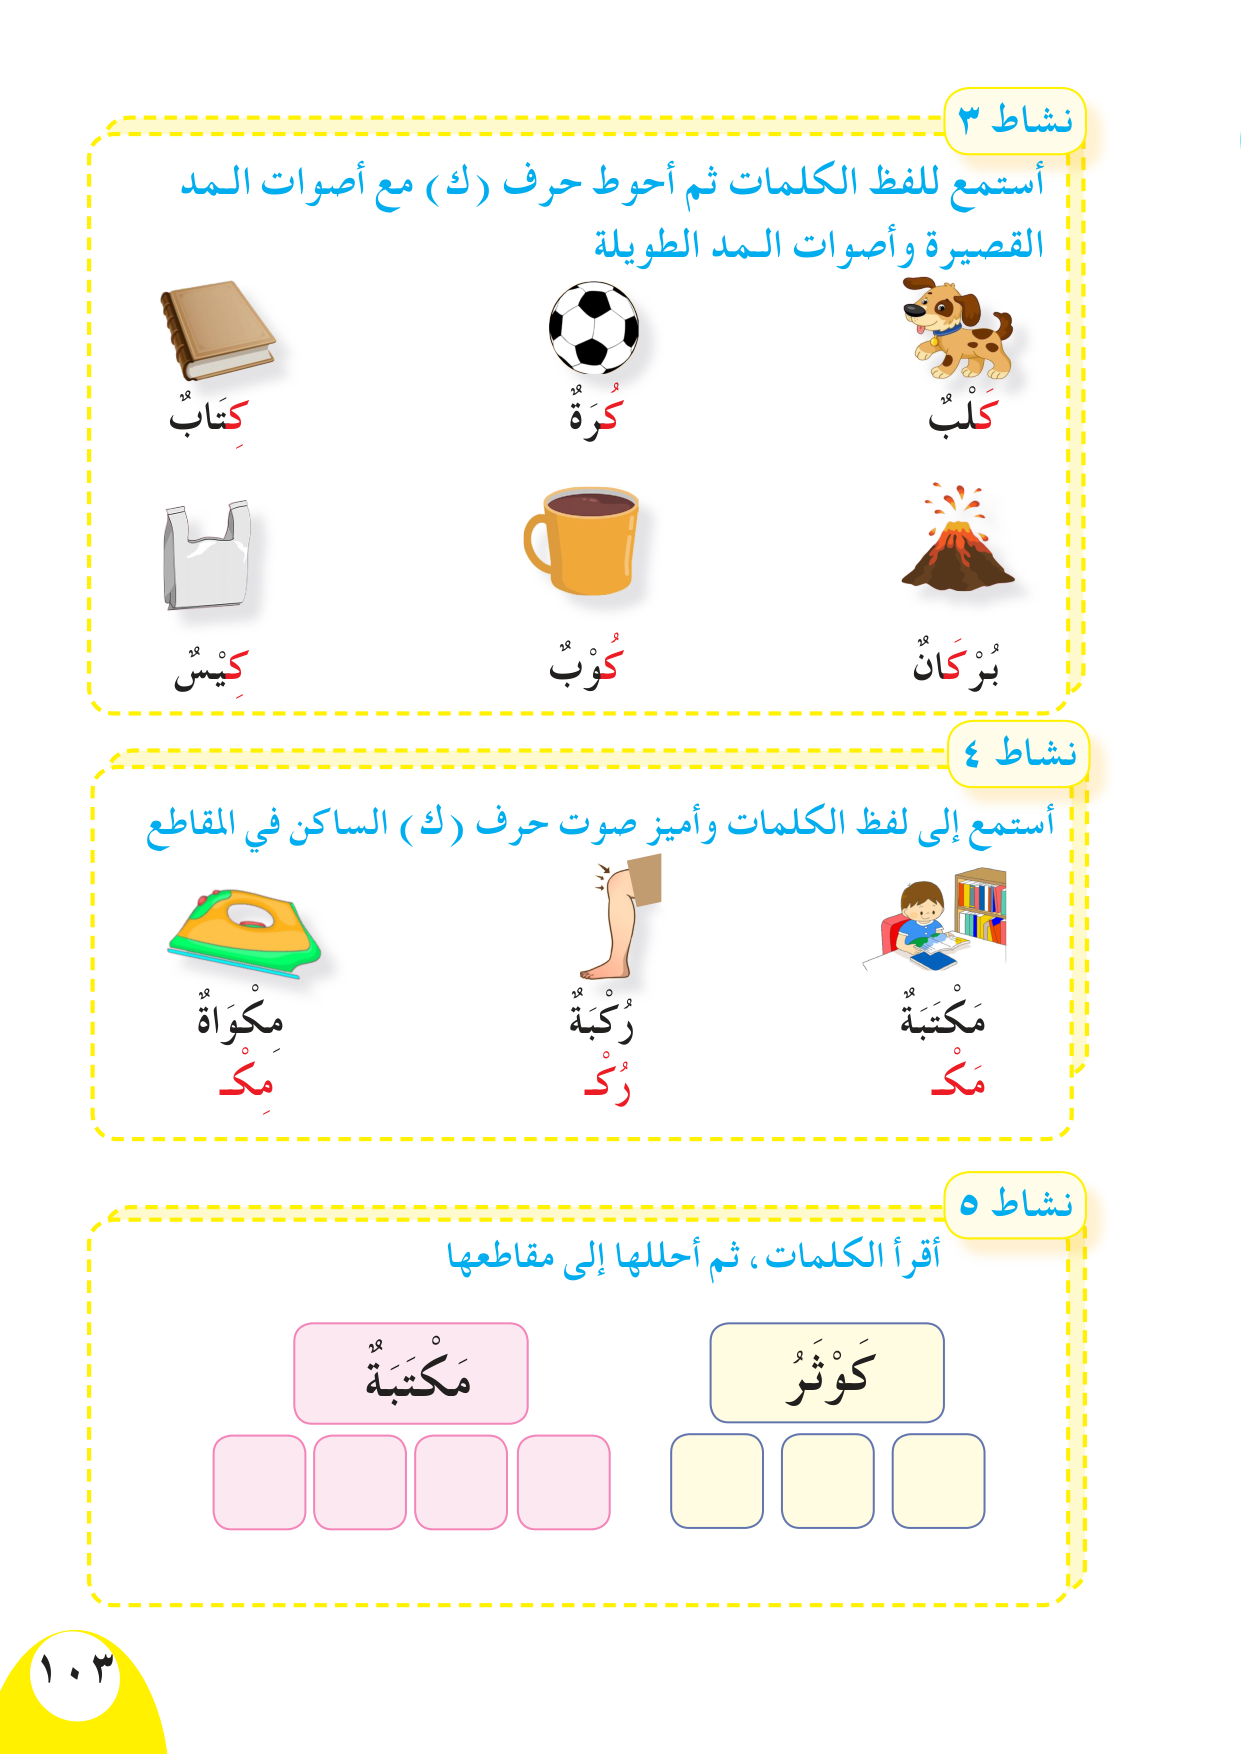 نشاط ٣
أستمع للفظ الكلمات ثم أحوط حرف (ك) مع أصوات المد
القصيرة وأصوات المد الطويلة
كَلْبٌ كُرَةٌ كِتَابٌ
بُرْكَانٌ كُوْبٌ كِيْسٌ
نشاط ٤
أستمع إلى لفظ الكلمات وأميز صوت حرف (ك) الساكن في المقاطع
مَكْتَبَةٌ رُكْبَةٌ مِكْوَاةٌ
مَكْـ رُكْـ مِكْـ
نشاط ٥
أقرأ الكلمات، ثم أحللها إلى مقاطعها
كَوْثَرُ مَكْتَبَةٌ
١٠٣